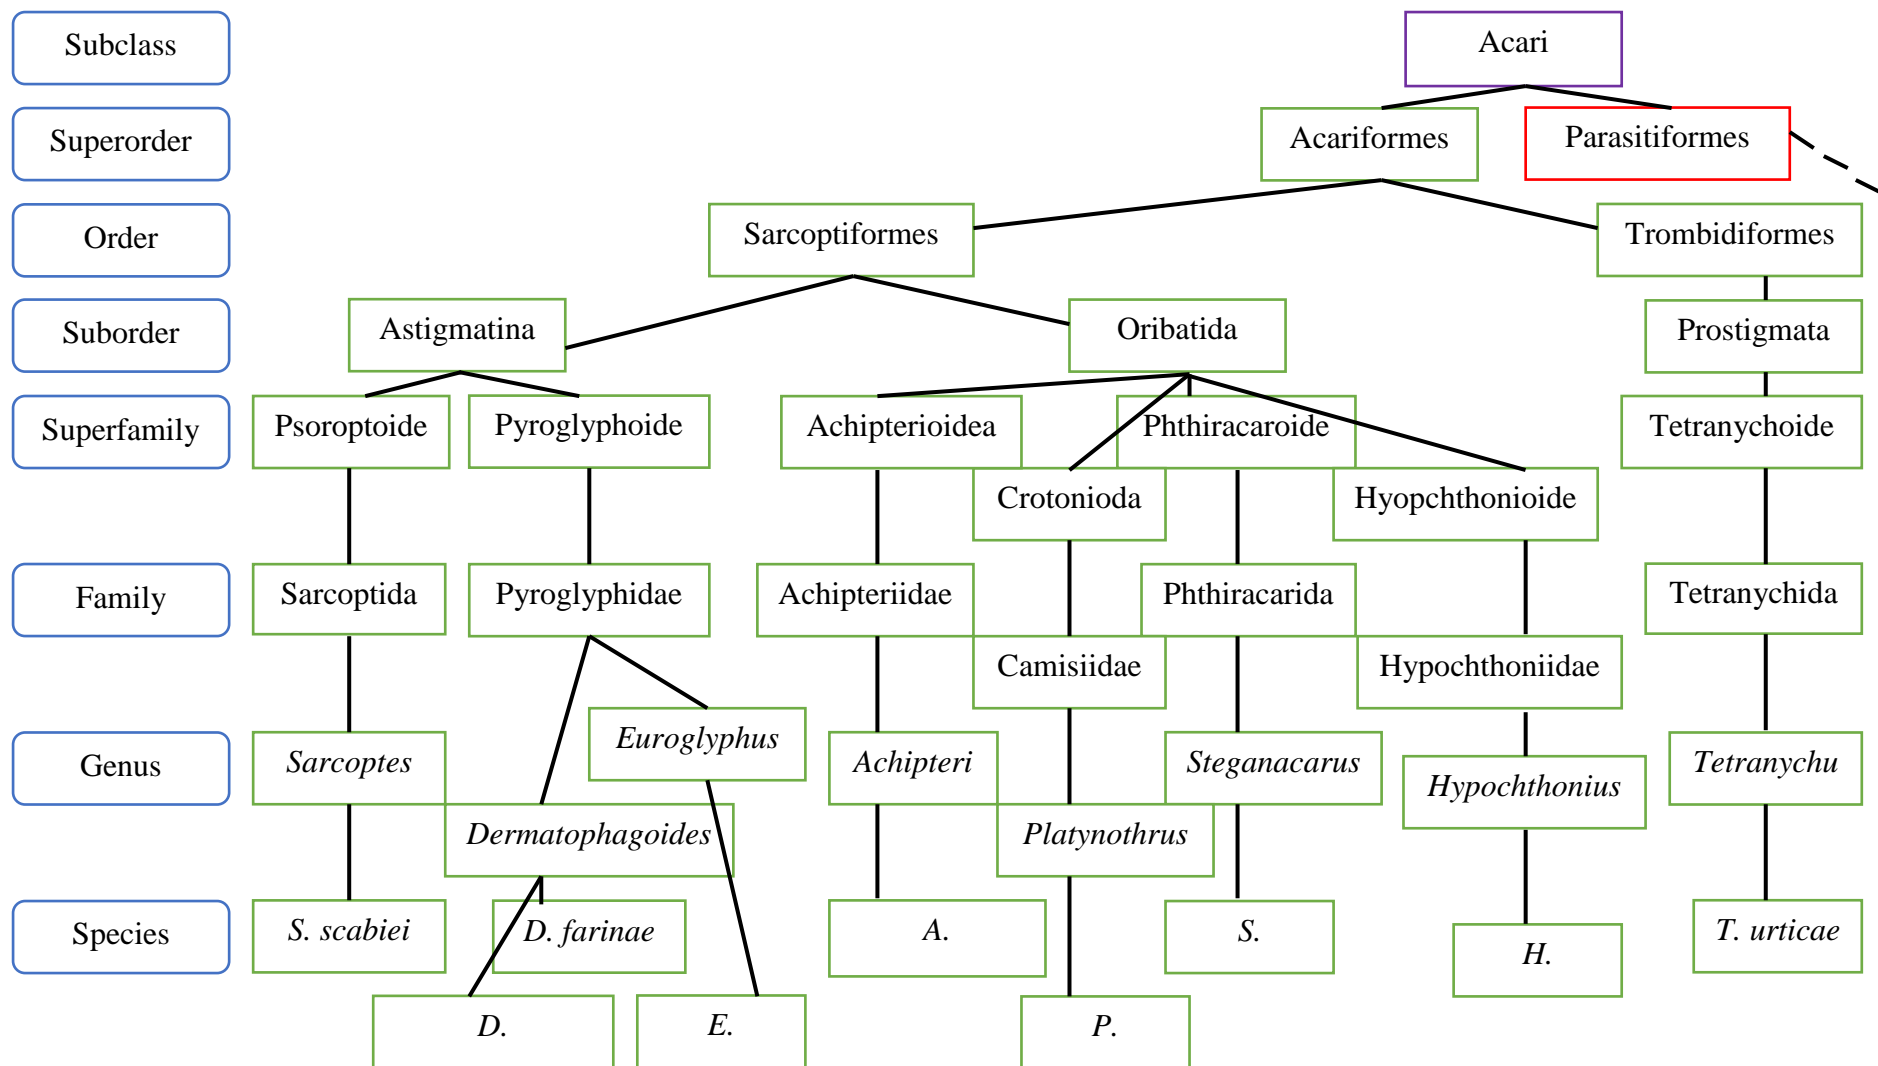 Subclass
Acari
Superorder
Acariformes
Parasitiformes
Order
Sarcoptiformes
Trombidiformes
Suborder
Astigmatina
Oribatida
Prostigmata
Superfamily
Psoroptoide
Pyroglyphoide
Achipterioidea
Phthiracaroide
Tetranychoide
Crotonioda
Hyopchthonioide
Family
Sarcoptida
Pyroglyphidae
Achipteriidae
Phthiracarida
Tetranychida
Camisiidae
Hypochthoniidae
Genus
Sarcoptes
Euroglyphus
Achipteri
Steganacarus
Hypochthonius
Tetranychu
Dermatophagoides
Platynothrus
Species
S. scabiei
D. farinae
A.
S.
H.
T. urticae
D.
E.
P.